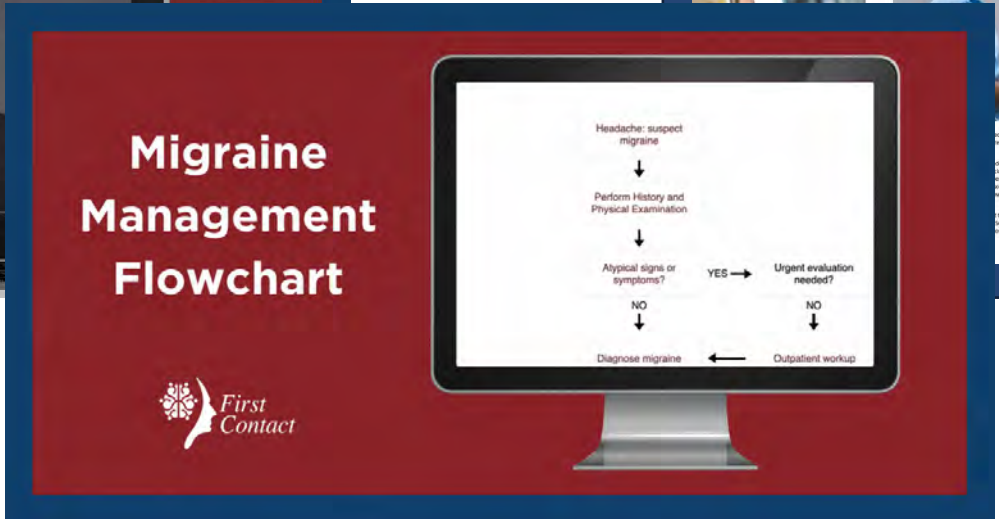 Migraine
Management
Flowchart
First
Contact
Headache: suspect
migraine
Perform History and
Physical Examination
Atypical signs or
symptoms?
YES
Urgent evaluation
needed?
NO
NO
Diagnose migraine
Outpatient workup